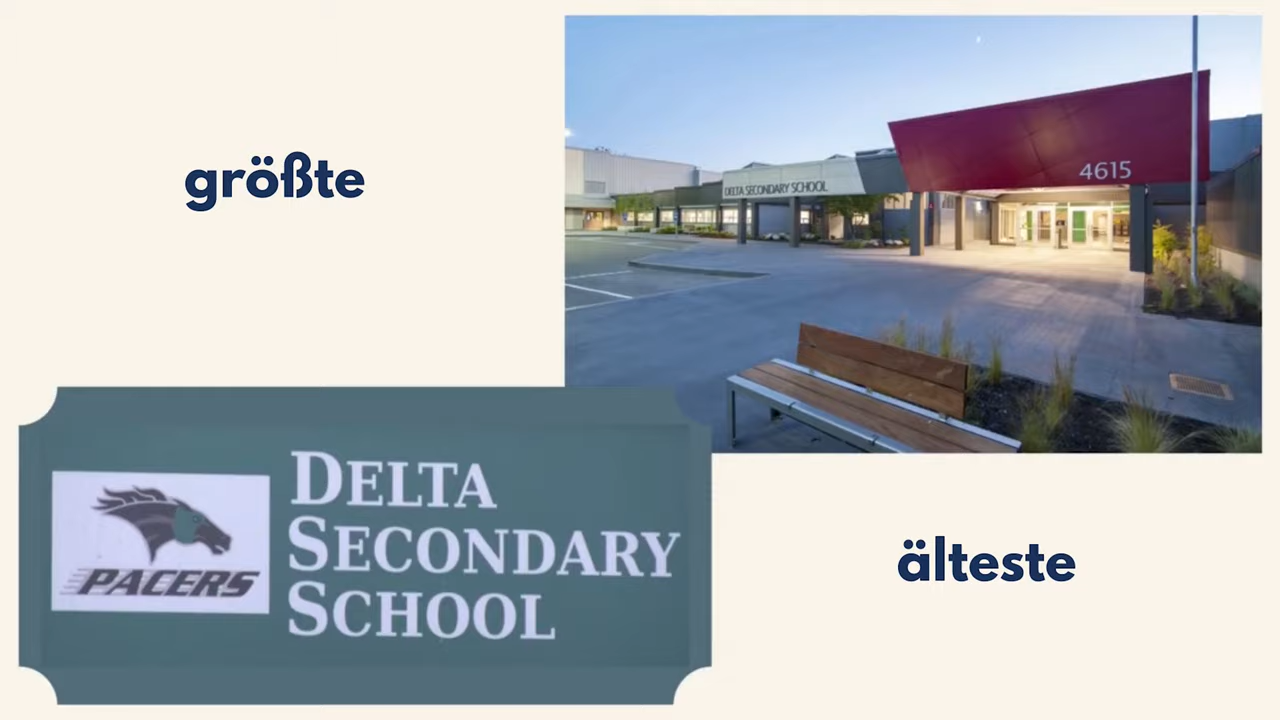 größte
DELTA SECONDARY SCHOOL
4615
PACERS
DELTA
SECONDARY
SCHOOL
älteste